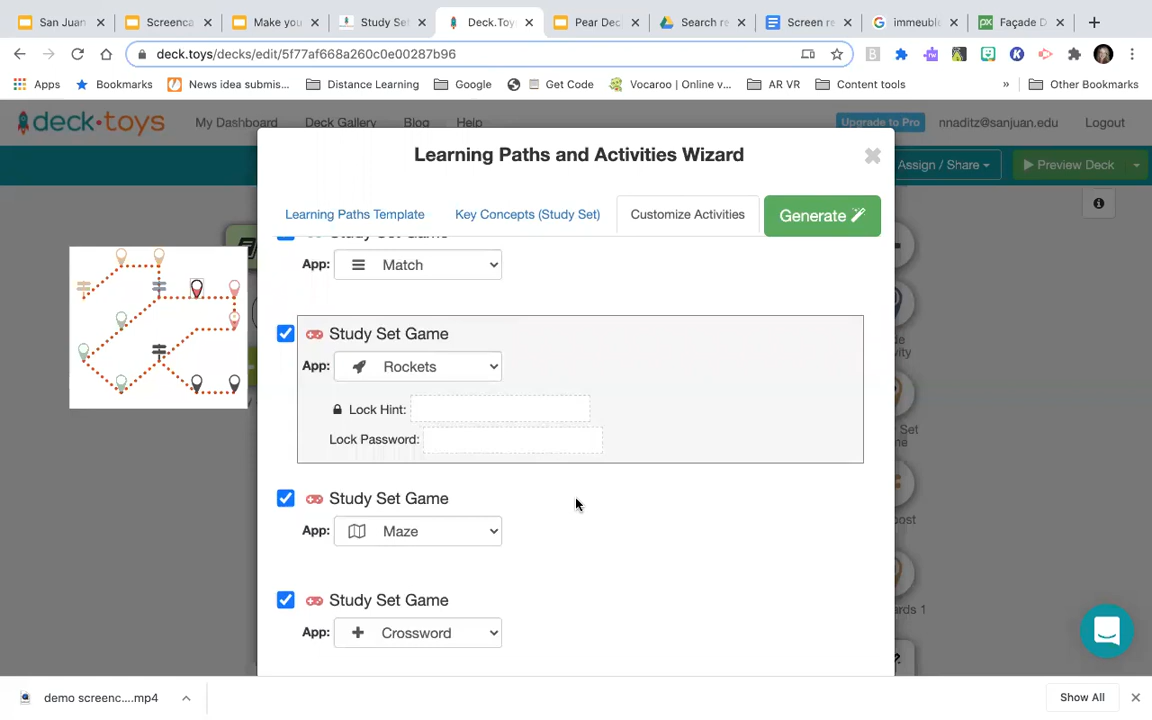 San Juan
Screenca
Make you
Study Set
Deck.Toy
Pear Dec
Search re
Screen re
immeuble
Façade D
deck.toys/decks/edit/5f77af668a260c0e00287b96
Apps
Bookmarks
News idea submis...
Distance Learning
Google
Get Code
Vocaroo | Online v...
AR VR
Content tools
»
Other Bookmarks
deck•toys
My Dashboard
Deck Gallery
Blog
Help
Upgrade to Pro
nnaditz@sanjuan.edu
Logout
Assign / Share
Preview Deck
Learning Paths and Activities Wizard
Learning Paths Template
Key Concepts (Study Set)
Customize Activities
Generate
Study Set Game
App: Match
Study Set Game
App: Rockets
Lock Hint:
Lock Password:
Study Set Game
App: Maze
Study Set Game
App: Crossword
demo screenc....mp4
Show All